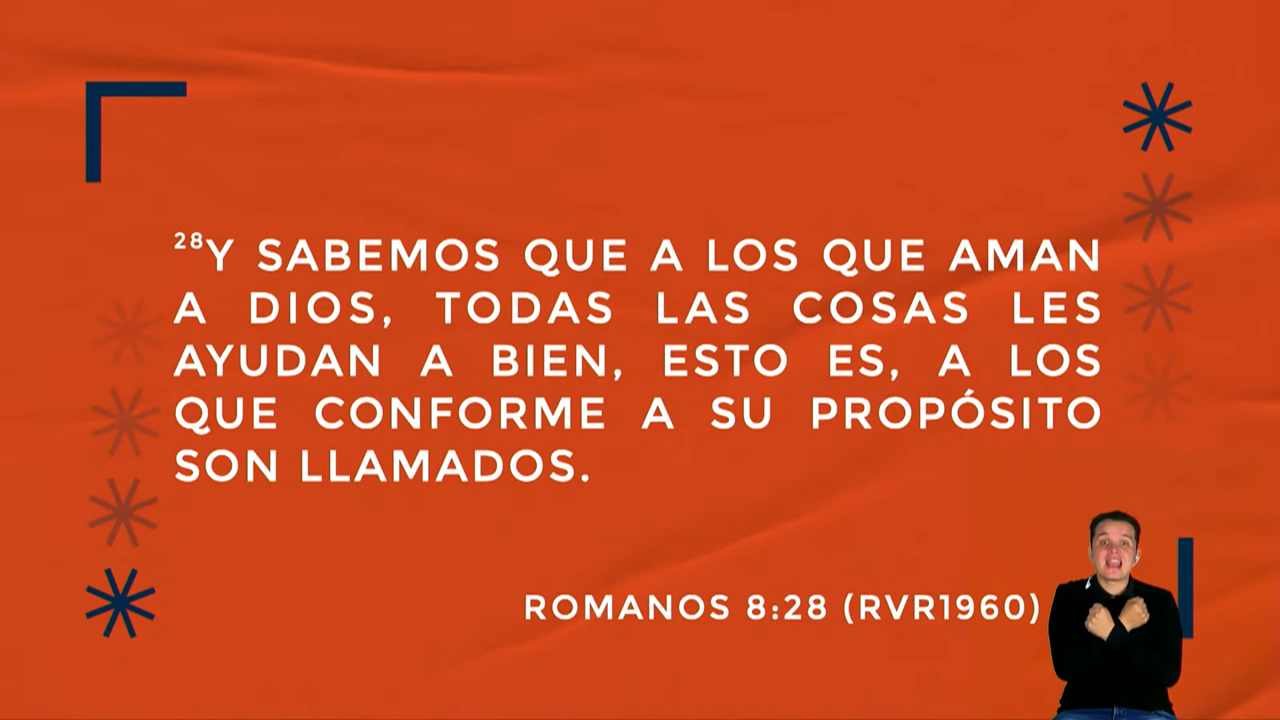 ²⁸Y SABEMOS QUE A LOS QUE AMAN
A DIOS, TODAS LAS COSAS LES
AYUDAN A BIEN, ESTO ES, A LOS
QUE CONFORME A SU PROPÓSITO
SON LLAMADOS.
ROMANOS 8:28 (RVR1960)